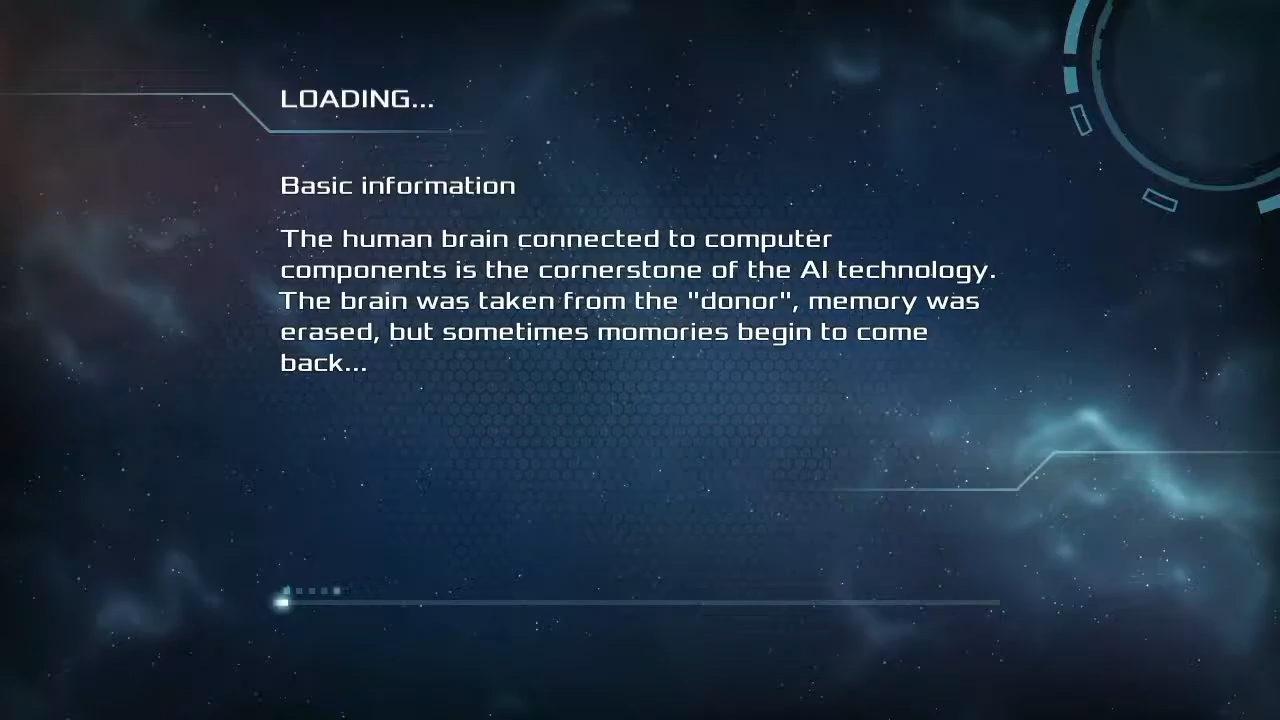 LOADING...
Basic information
The human brain connected to computer
components is the cornerstone of the AI technology.
The brain was taken from the "donor", memory was
erased, but sometimes momories begin to come
back...